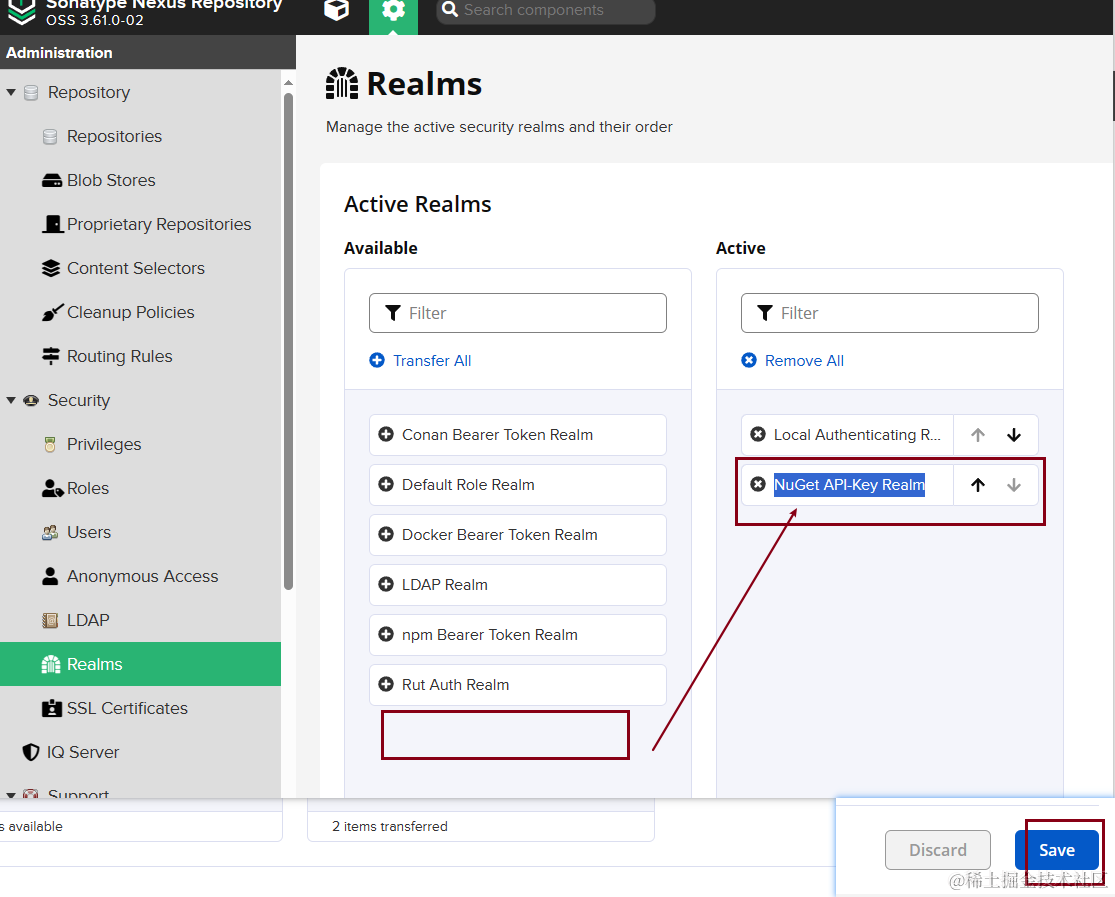 Sonatype Nexus Repository
OSS 3.61.0-02
Search components
Administration
Repository
Repositories
Blob Stores
Proprietary Repositories
Content Selectors
Cleanup Policies
Routing Rules
Security
Privileges
Roles
Users
Anonymous Access
LDAP
Realms
SSL Certificates
IQ Server
Support
Realms
Manage the active security realms and their order
Active Realms
Available
Filter
Transfer All
Conan Bearer Token Realm
Default Role Realm
Docker Bearer Token Realm
LDAP Realm
npm Bearer Token Realm
Rut Auth Realm
Active
Filter
Remove All
Local Authenticating R...
NuGet API-Key Realm
s available
2 items transferred
Discard
Save
@稀土掘金技术社区